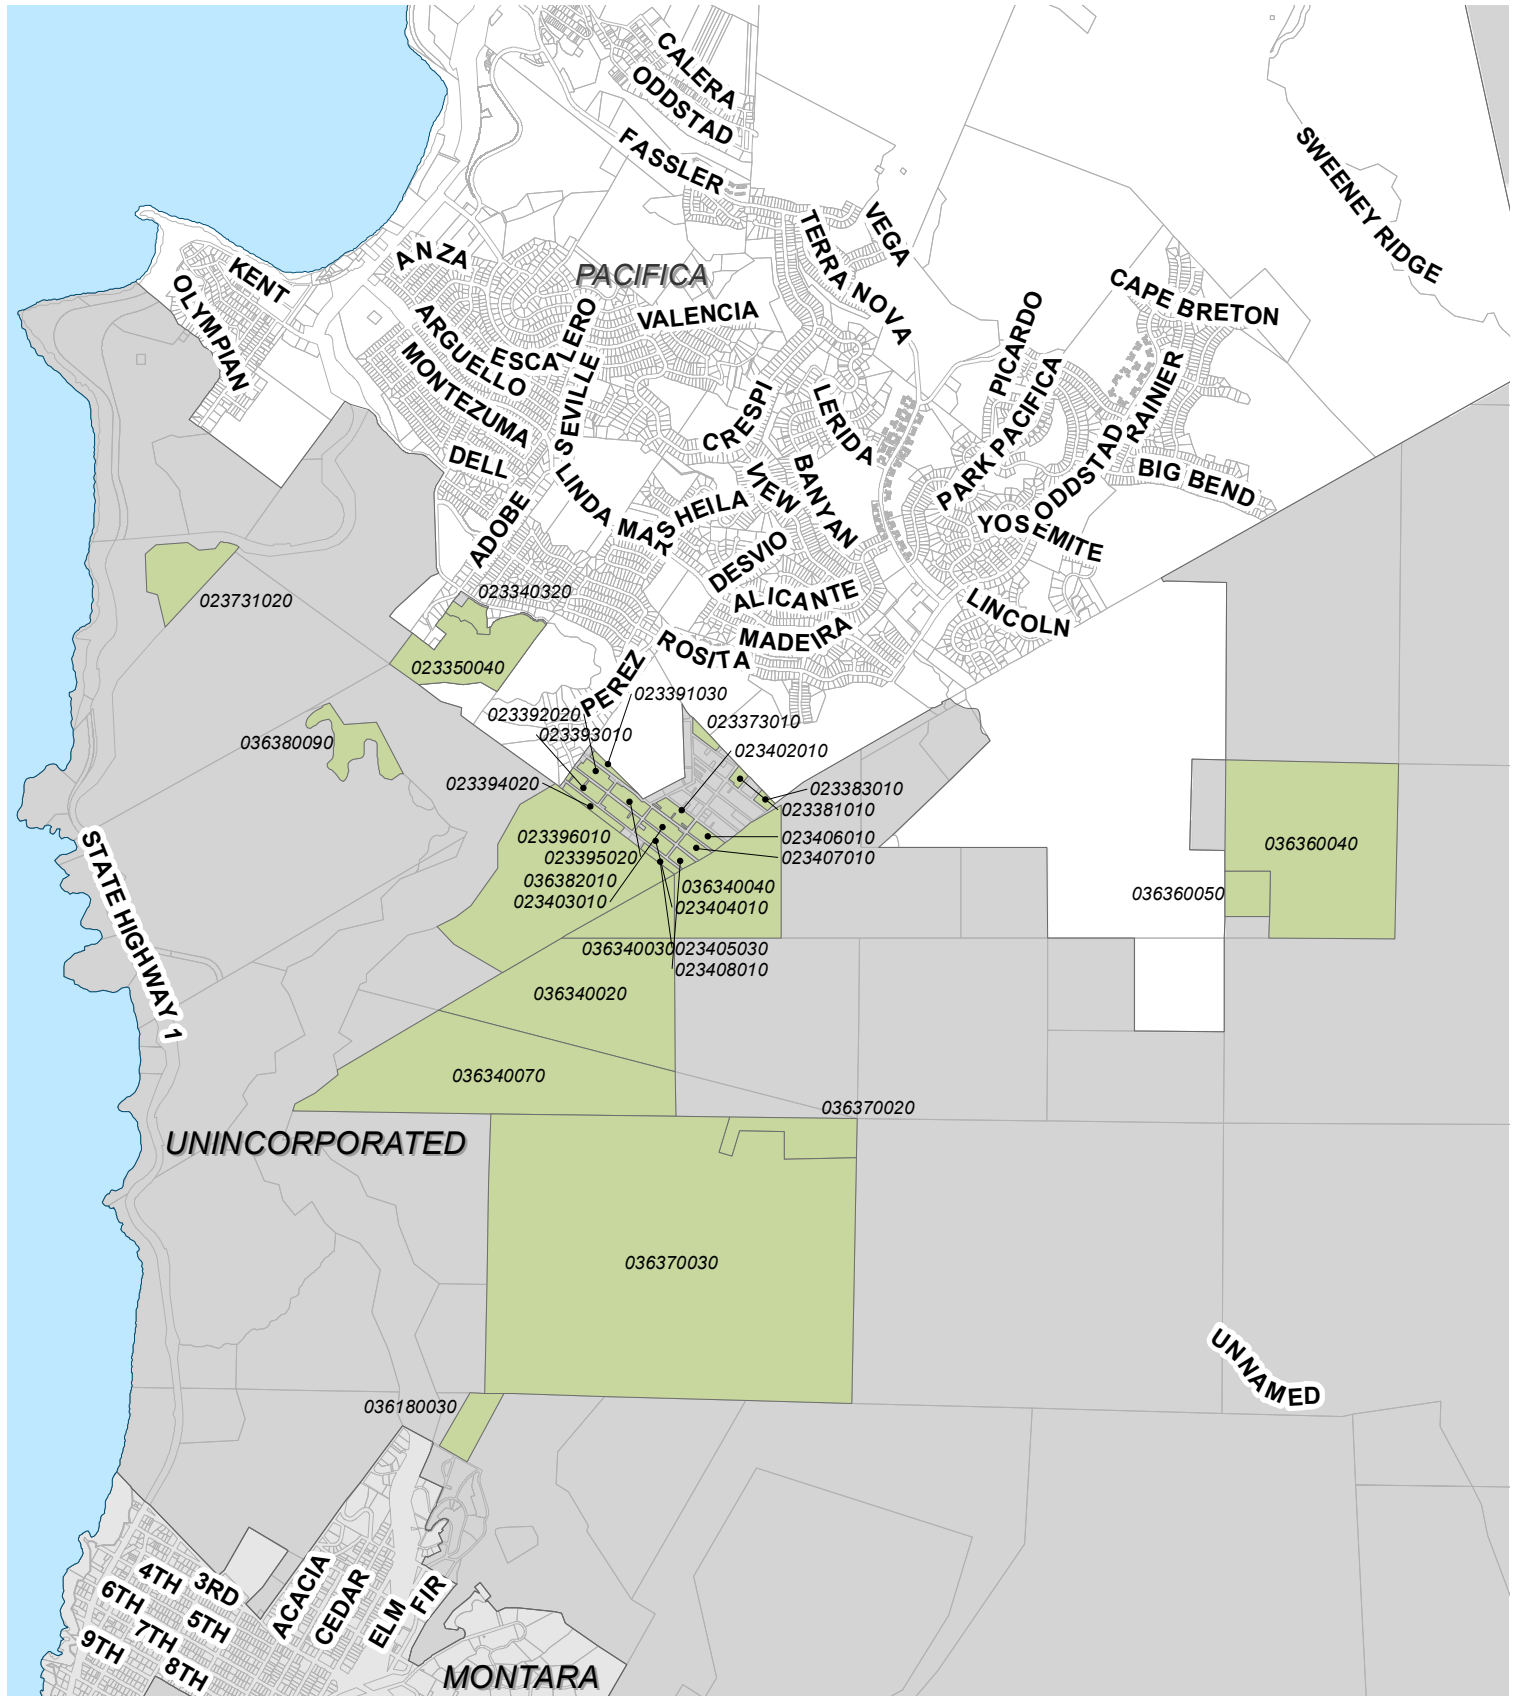 CALERA
ODDSTAD
FASSLER
SWEENEY RIDGE
VEGA
TERRA NOVA
ANZA
PACIFICA
KENT
OLYMPIAN
CAPE BRETON
VALENCIA
ARGUELLO
ESCALERO
PICARDO
MONTEZUMA
SEVILLE
RAINIER
PARK PACIFICA
CRESPI
LERIDA
DELL
ODDSTAD
BIG BEND
LINDA MAR
VIEW
BANYAN
SHEILA
ADOBE
YOSEMITE
DESVIO
023731020
023340320
ALICANTE
LINCOLN
MADEIRA
ROSITA
023350040
PEREZ
023391030
023392020
023373010
023393010
036380090
023402010
023394020
023383010
023381010
023396010
023406010
036360040
023395020
023407010
036382010
036340040
036360050
023403010
023404010
STATE HIGHWAY 1
036340030
023405030
023408010
036340020
036340070
036370020
UNINCORPORATED
036370030
UNNAMED
036180030
4TH
3RD
ACACIA
6TH
CEDAR
5TH
ELM
FIR
7TH
9TH
8TH
MONTARA